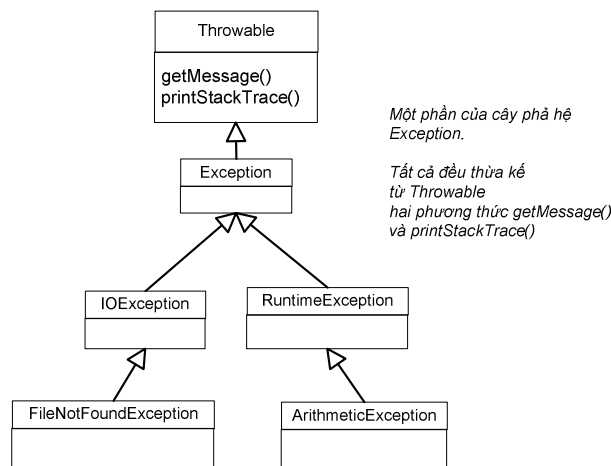 Throwable
getMessage()
printStackTrace()
Một phần của cây phả hệ
Exception.
Tất cả đều thừa kế
từ Throwable
hai phương thức getMessage()
và printStackTrace()
Exception
IOException
RuntimeException
FileNotFoundException
ArithmeticException